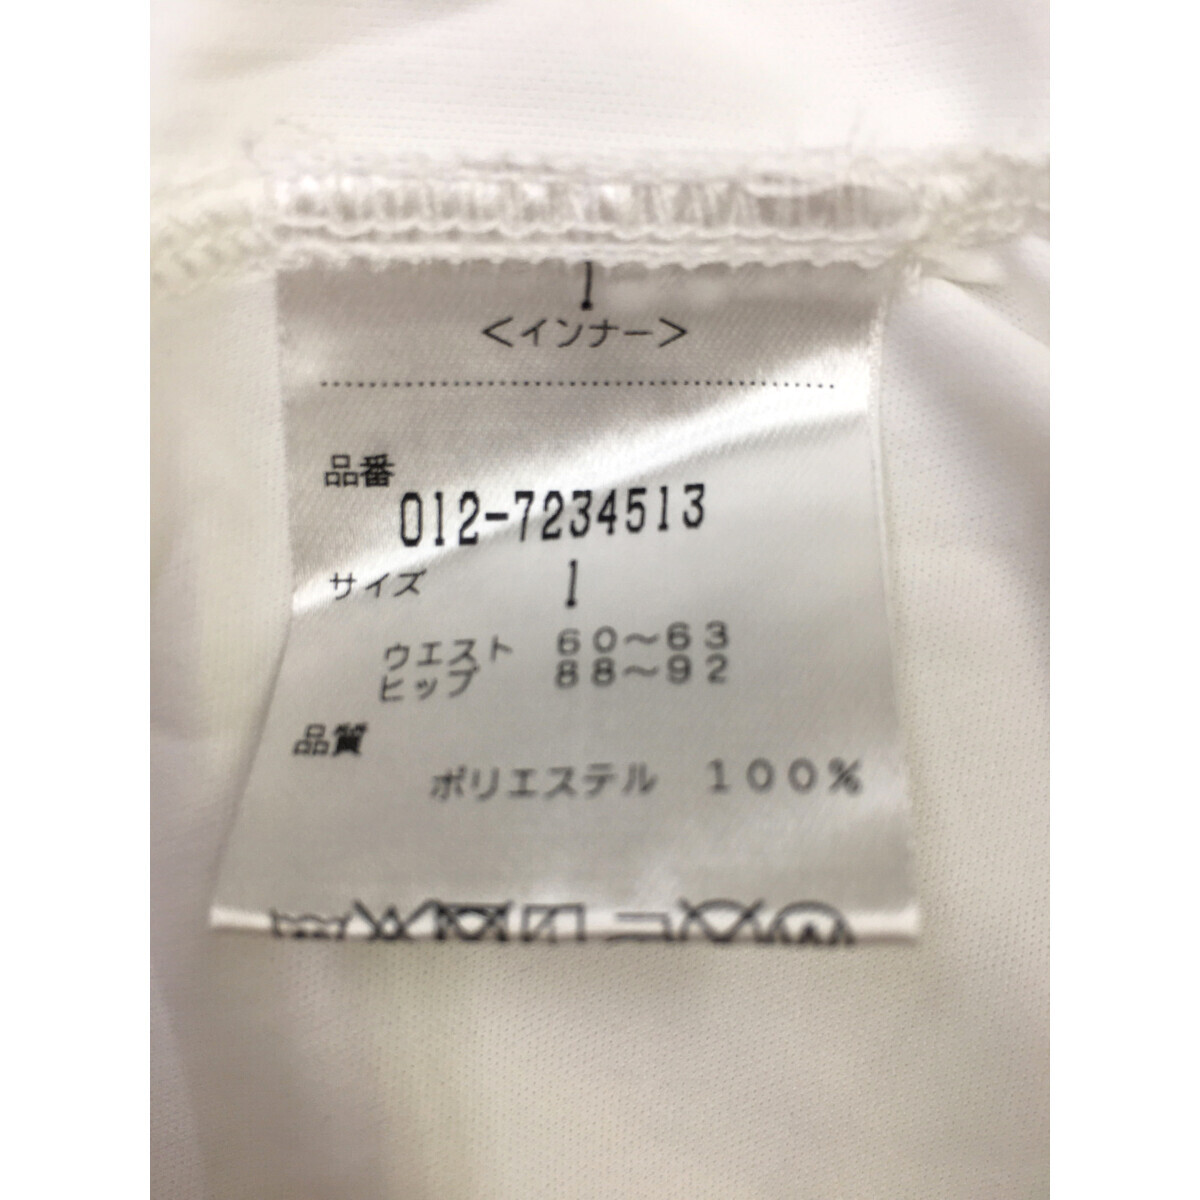 1
<インナー>
品番
012-7234513
サイズ 1
ウエスト 60～63
ヒップ 88～92
品質
ポリエステル 100%